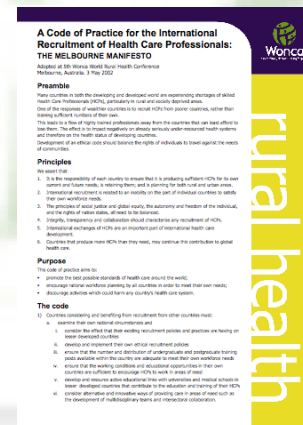 A Code of Practice for the International
Recruitment of Health Care Professionals:
THE MELBOURNE MANIFESTO
Adopted at 5th Wonca World Rural Health Conference
Melbourne, Australia. 3 May 2002
Wonca
rural health
Preamble
Many countries in both the developing and developed world are experiencing shortages of skilled
Health Care Professionals (HCPs), particularly in rural and socially deprived areas.
One of the responses of wealthier countries is to recruit HCPs from poorer countries, rather than
training sufficient numbers of their own.
This leads to a flow of highly trained professionals away from the countries that can least afford to
lose them. The effect is to impact negatively on already seriously under-resourced health systems
and therefore on the health status of developing countries.
Development of an ethical code should balance the rights of individuals to travel against the needs
of communities.
Principles
We assert that:
1. It is the responsibility of each country to ensure that it is producing sufficient HCPs for its own
current and future needs; is retaining them; and is planning for both rural and urban areas.
2. International recruitment is related to an inability on the part of individual countries to satisfy
their own workforce needs.
3. The principles of social justice and global equity, the autonomy and freedom of the individual,
and the rights of nation states, all need to be balanced.
4. Integrity, transparency and collaboration should characterise any recruitment of HCPs.
5. International exchanges of HCPs are an important part of international health care
development.
6. Countries that produce more HCPs than they need, may continue this contribution to global
health care.
Purpose
This code of practice aims to:
• promote the best possible standards of health care around the world;
• encourage rational workforce planning by all countries in order to meet their own needs;
• discourage activities which could harm any country's health care system.
The code
1) Countries considering and benefiting from recruitment from other countries must:
a. examine their own national circumstances and
i. consider the effect that their existing recruitment policies and practices are having on
lesser developed countries
ii. develop and implement their own ethical recruitment policies
iii. ensure that the number and distribution of undergraduate and postgraduate training
posts available within the country are adequate to meet their own workforce needs
iv. ensure that the working conditions and educational opportunities in their own
countries are sufficient to encourage HCPs to work in areas of need
v. develop and resource active educational links with universities and medical schools in
lesser developed countries that contribute to the education and training of their HCPs
vi. consider alternative and innovative ways of providing care in areas of need such as
the development of multidisciplinary teams and intersectoral collaboration.